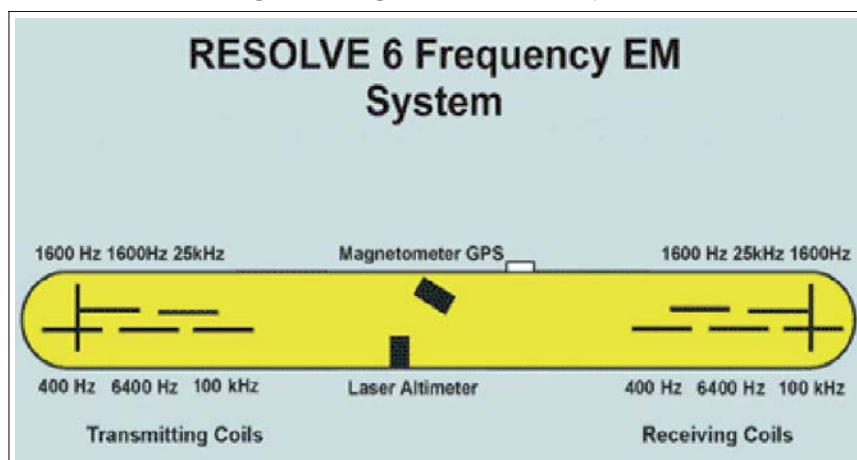 RESOLVE 6 Frequency EM
System
1600 Hz 1600Hz 25kHz
Magnetometer GPS
1600 Hz 25kHz 1600Hz
400 Hz 6400 Hz 100 kHz
Laser Altimeter
400 Hz 6400 Hz 100 kHz
Transmitting Coils
Receiving Coils